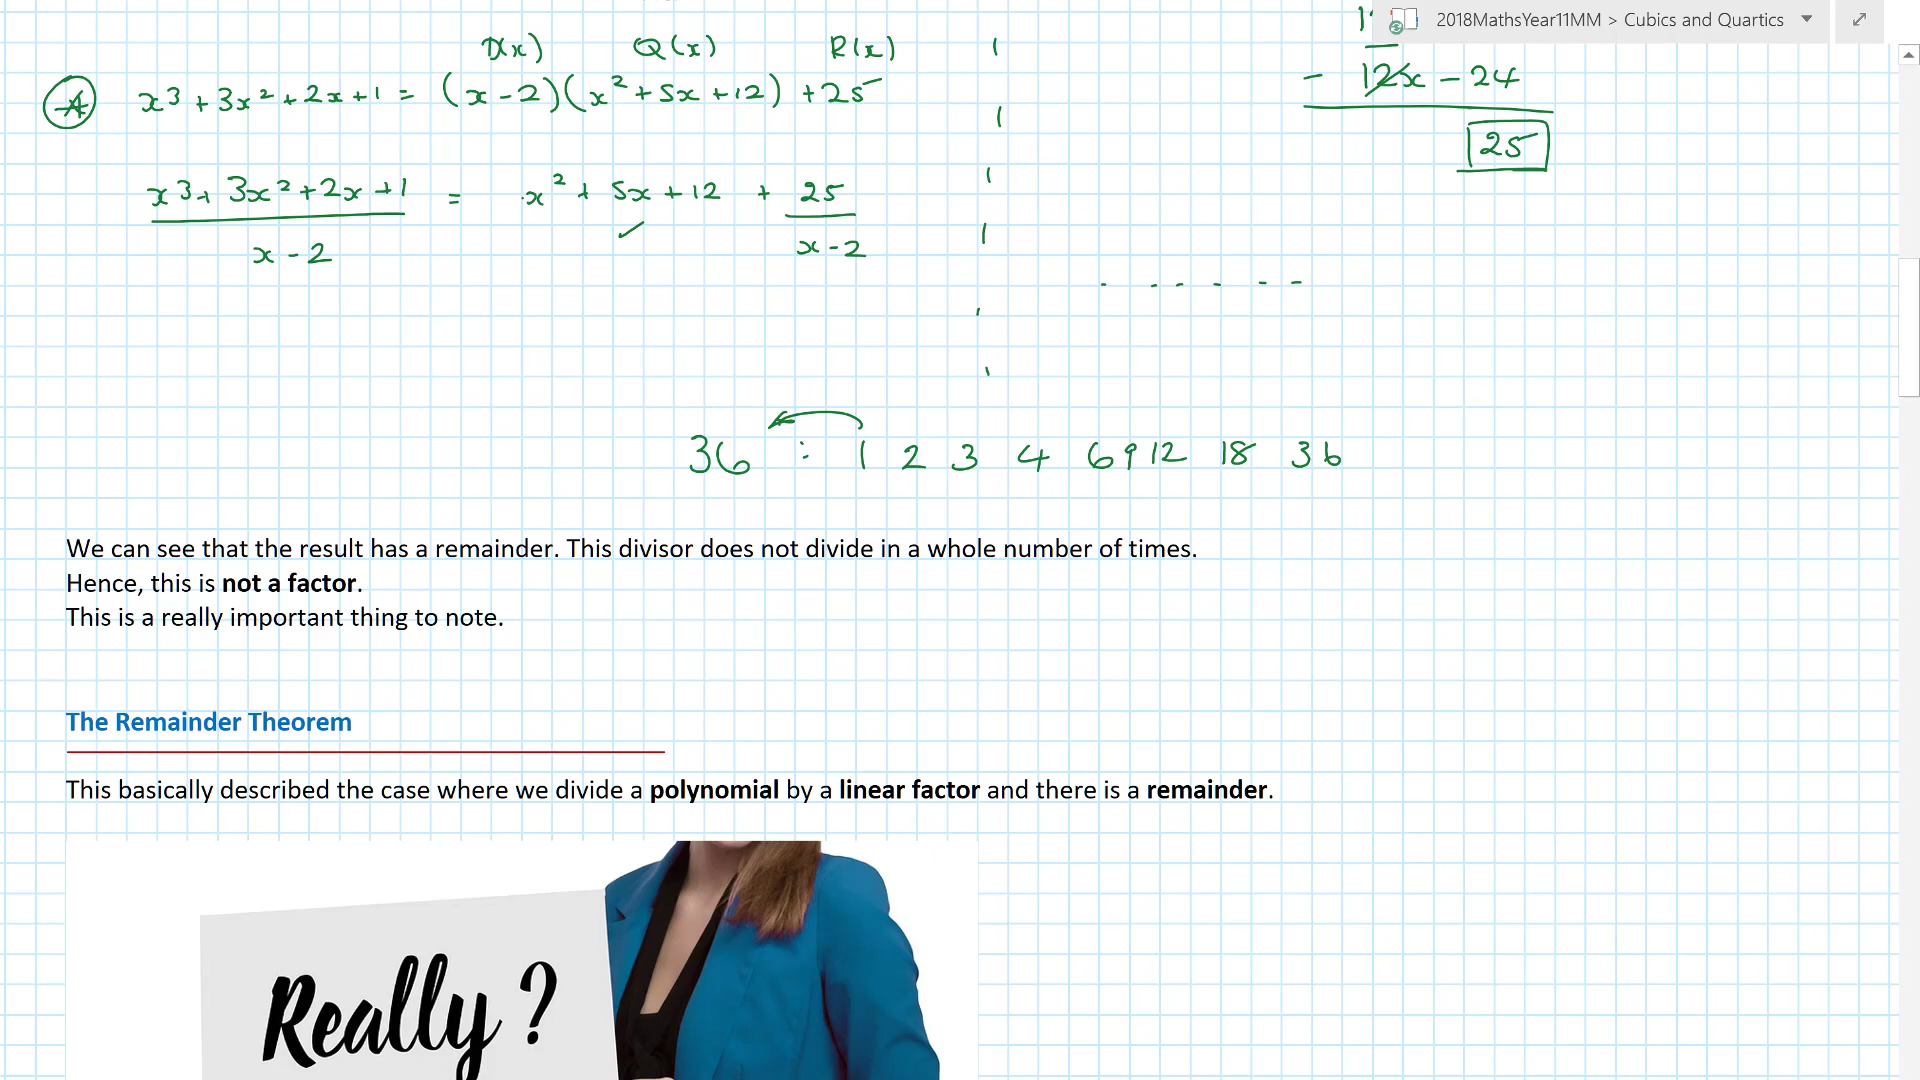 2018MathsYear11MM > Cubics and Quartics
D(x) Q(x) R(x)
x³ + 3x² + 2x + 1 = (x - 2)(x² + 5x + 12) + 25
- 12x - 24
25
x³ + 3x² + 2x + 1 = x² + 5x + 12 + 25
x - 2 x - 2
36 : 1 2 3 4 6 9 12 18 36
We can see that the result has a remainder. This divisor does not divide in a whole number of times.
Hence, this is not a factor.
This is a really important thing to note.
The Remainder Theorem
This basically described the case where we divide a polynomial by a linear factor and there is a remainder.
Really ?